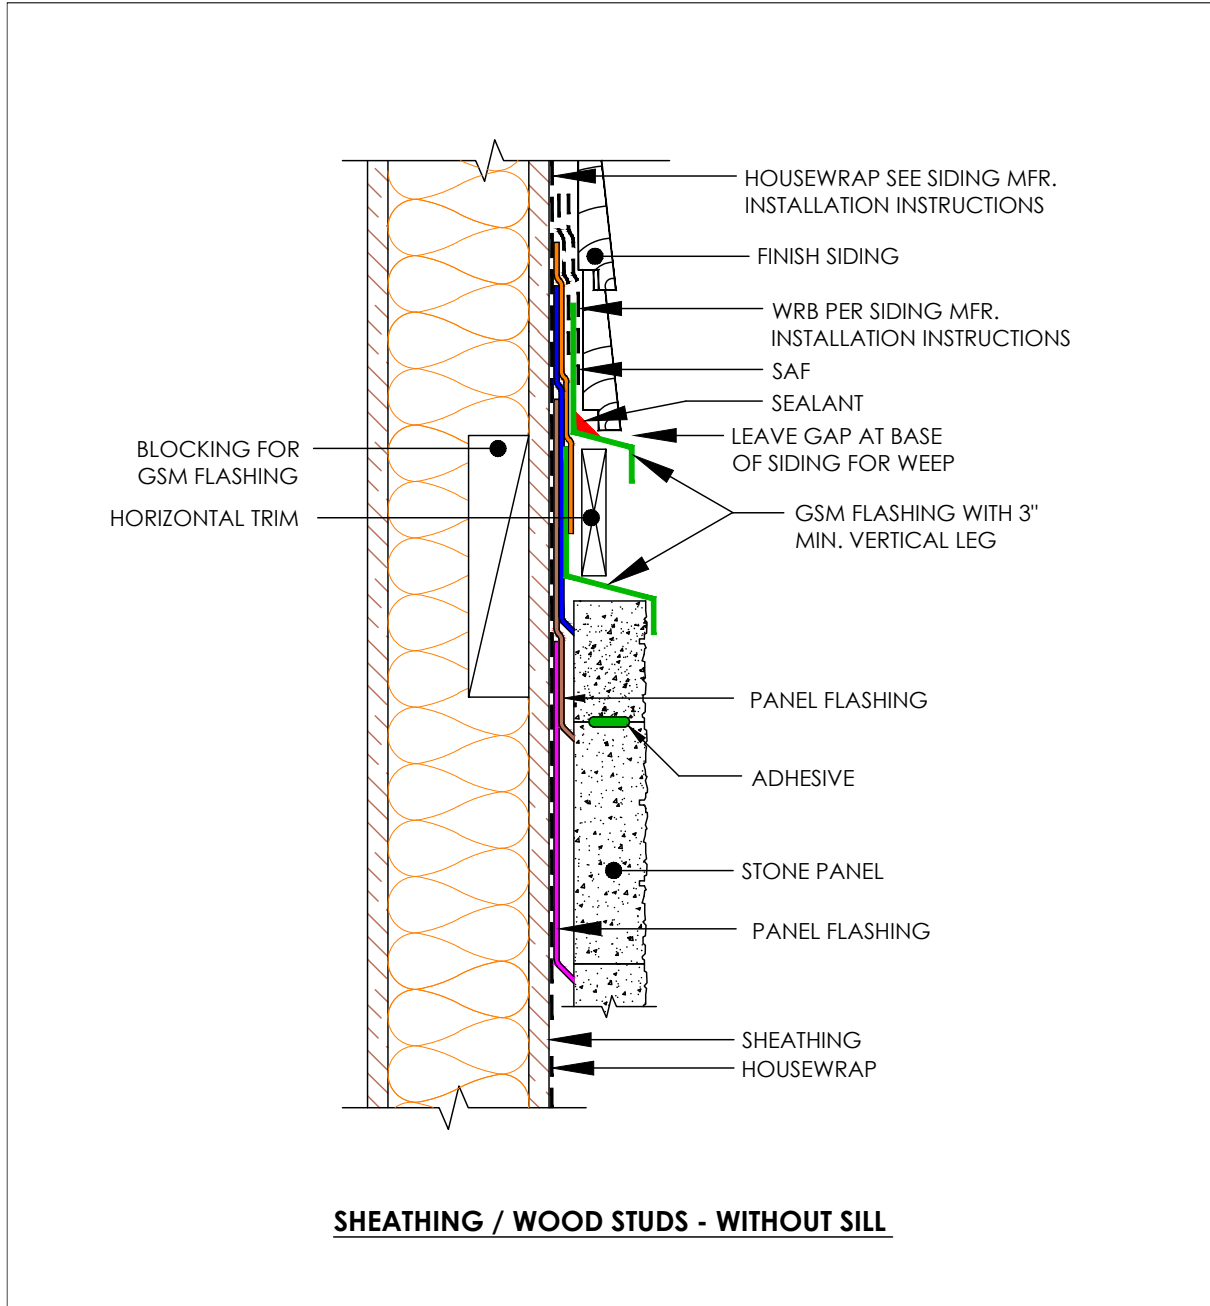 HOUSEWRAP SEE SIDING MFR.
INSTALLATION INSTRUCTIONS
FINISH SIDING
WRB PER SIDING MFR.
INSTALLATION INSTRUCTIONS
SAF
SEALANT
LEAVE GAP AT BASE
OF SIDING FOR WEEP
BLOCKING FOR
GSM FLASHING
HORIZONTAL TRIM
GSM FLASHING WITH 3"
MIN. VERTICAL LEG
PANEL FLASHING
ADHESIVE
STONE PANEL
PANEL FLASHING
SHEATHING
HOUSEWRAP
SHEATHING / WOOD STUDS - WITHOUT SILL